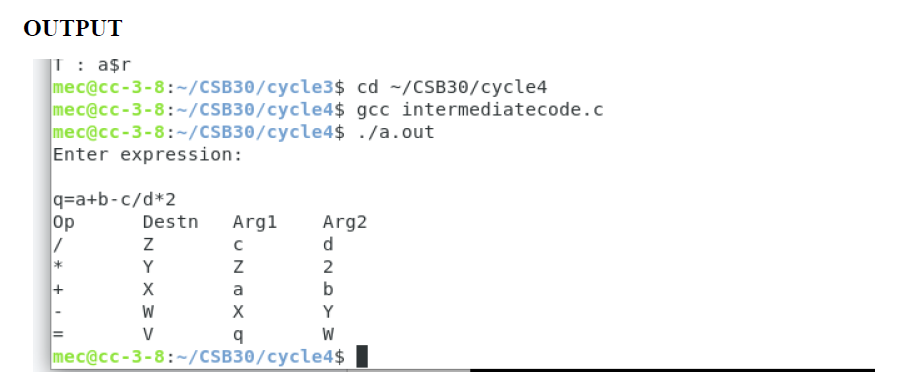 OUTPUT
T : a$r
mec@cc-3-8:~/CSB30/cycle3$ cd ~/CSB30/cycle4
mec@cc-3-8:~/CSB30/cycle4$ gcc intermediatecode.c
mec@cc-3-8:~/CSB30/cycle4$ ./a.out
Enter expression:
q=a+b-c/d*2
Op Destn Arg1 Arg2
/ Z c d
* Y Z 2
+ X a b
- W X Y
= V q W
mec@cc-3-8:~/CSB30/cycle4$